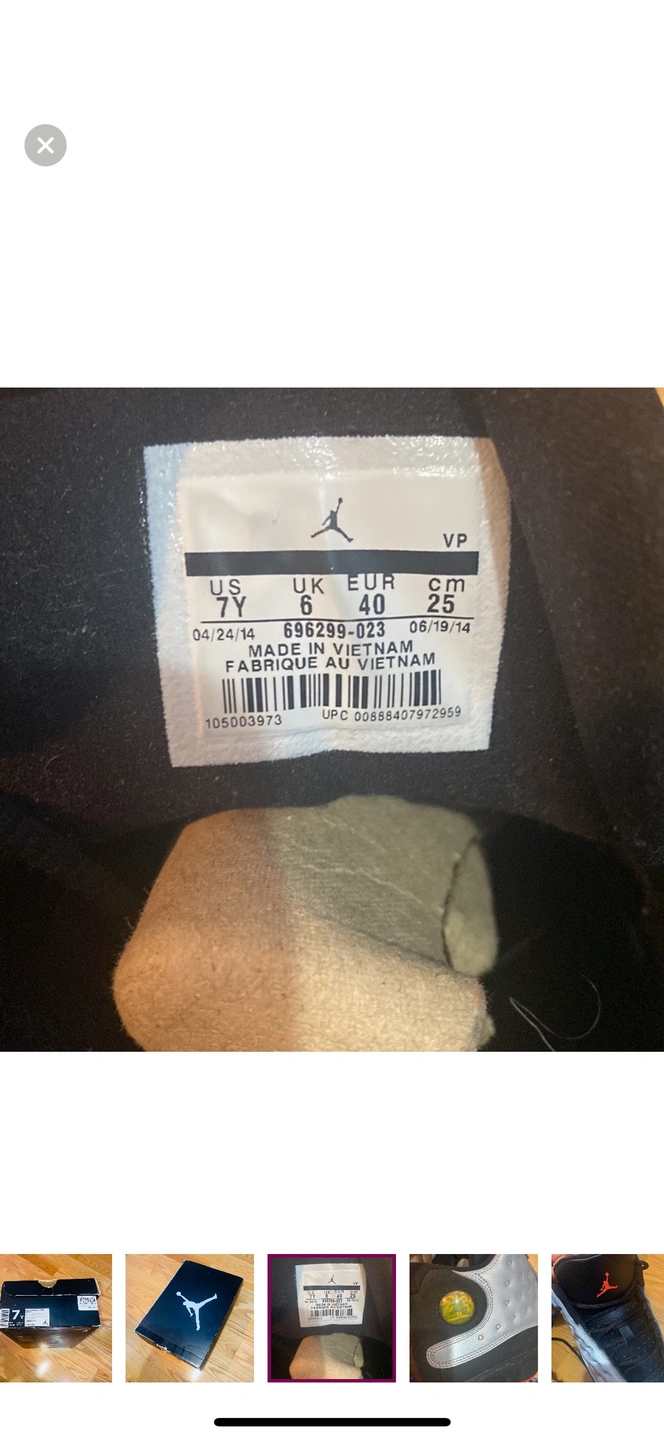 VP
US UK EUR cm
7Y 6 40 25
04/24/14 696299-023 06/19/14
MADE IN VIETNAM
FABRIQUE AU VIETNAM
105003973 UPC 00888407972959
7Y